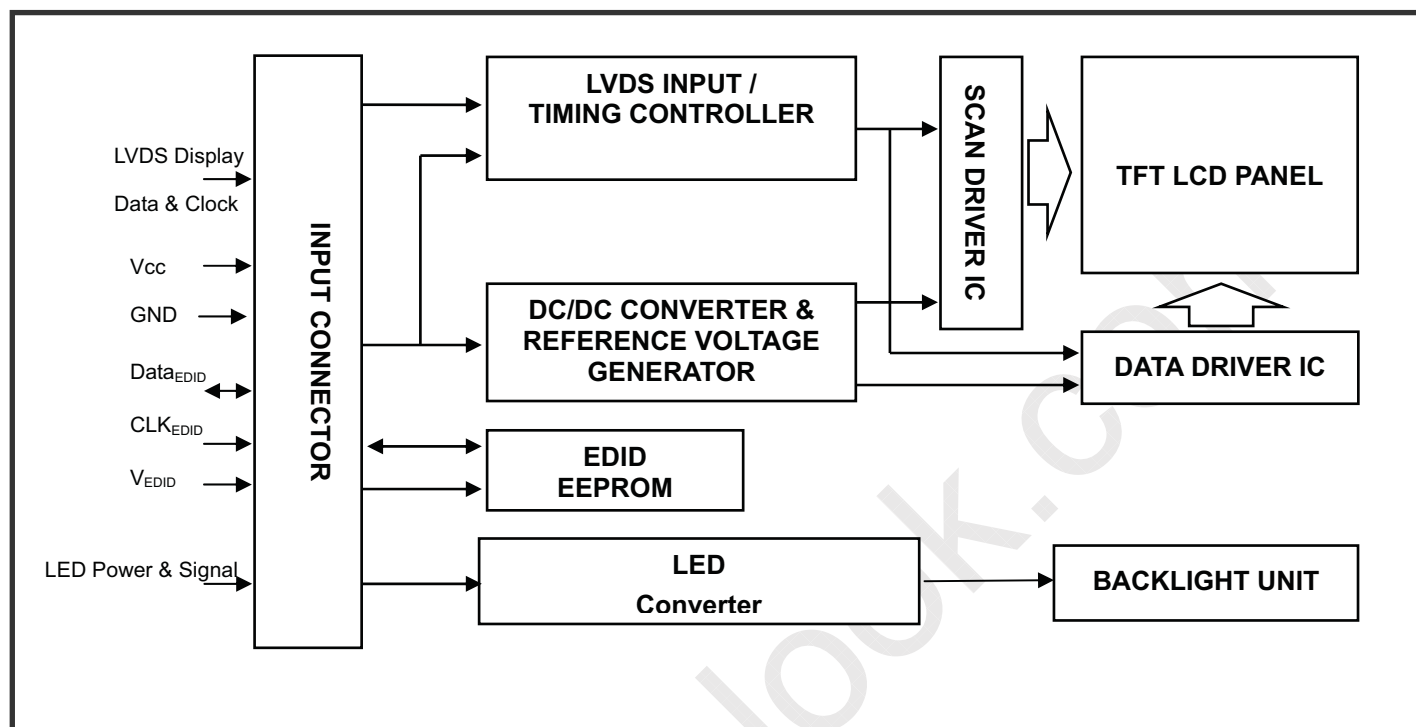 LVDS Display
Data & Clock
Vcc
GND
DataEDID
CLKEDID
VEDID
LED Power & Signal
INPUT CONNECTOR
LVDS INPUT /
TIMING CONTROLLER
DC/DC CONVERTER &
REFERENCE VOLTAGE
GENERATOR
EDID
EEPROM
LED
Converter
SCAN DRIVER IC
TFT LCD PANEL
DATA DRIVER IC
BACKLIGHT UNIT
look.com